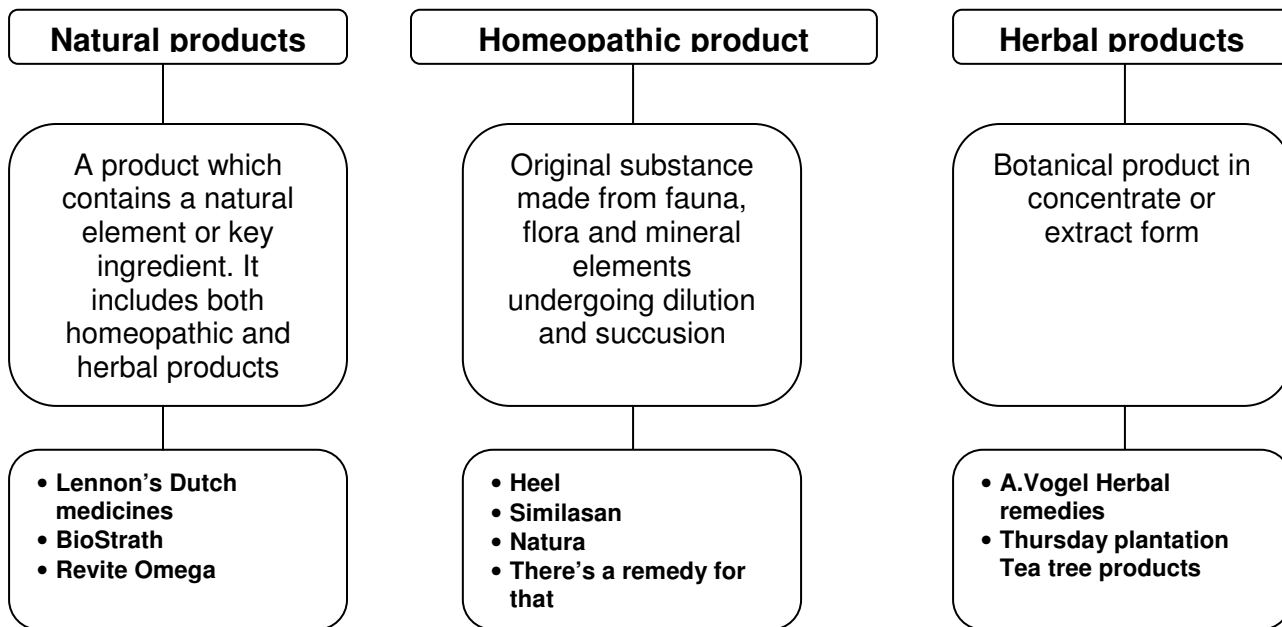 Natural products
A product which
contains a natural
element or key
ingredient. It
includes both
homeopathic and
herbal products
• Lennon’s Dutch
medicines
• BioStrath
• Revite Omega
Homeopathic product
Original substance
made from fauna,
flora and mineral
elements
undergoing dilution
and succusion
• Heel
• Similasan
• Natura
• There’s a remedy for
that
Herbal products
Botanical product in
concentrate or
extract form
• A.Vogel Herbal
remedies
• Thursday plantation
Tea tree products